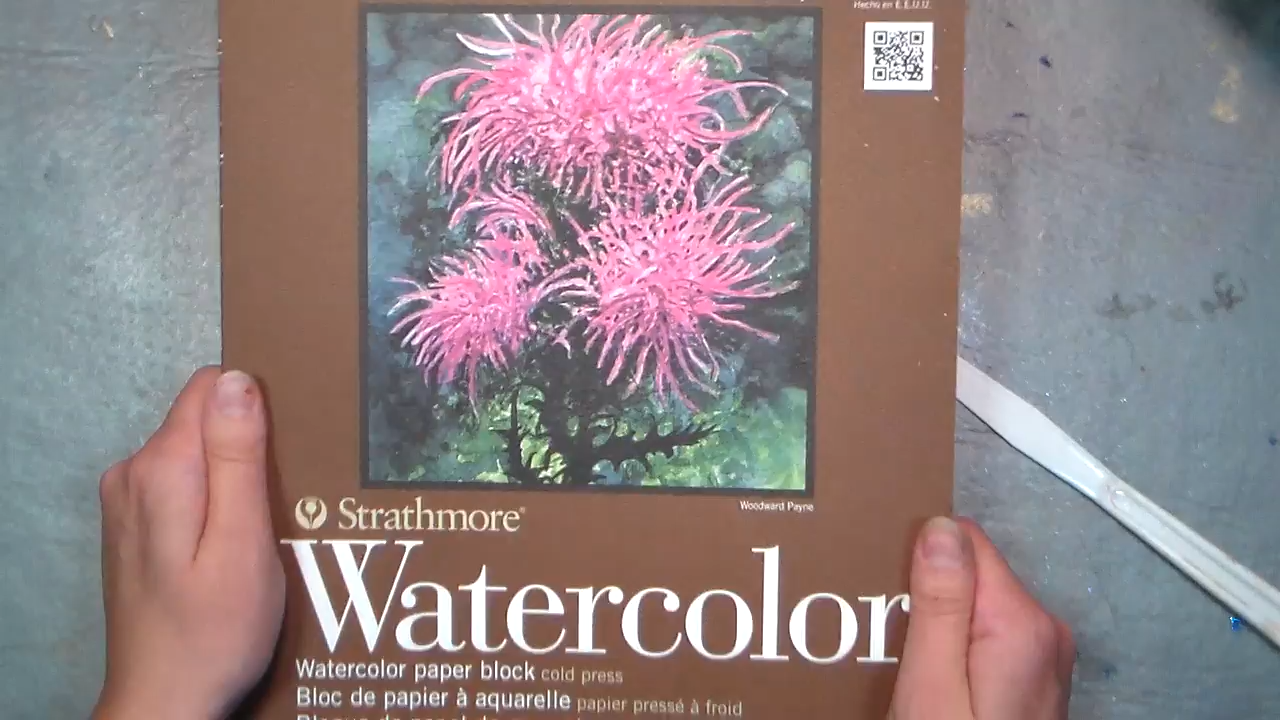 Hecho en E.E.U.U.
Woodward Payne
Strathmore®
Watercolor
Watercolor paper block cold press
Bloc de papier à aquarelle papier pressé à froid